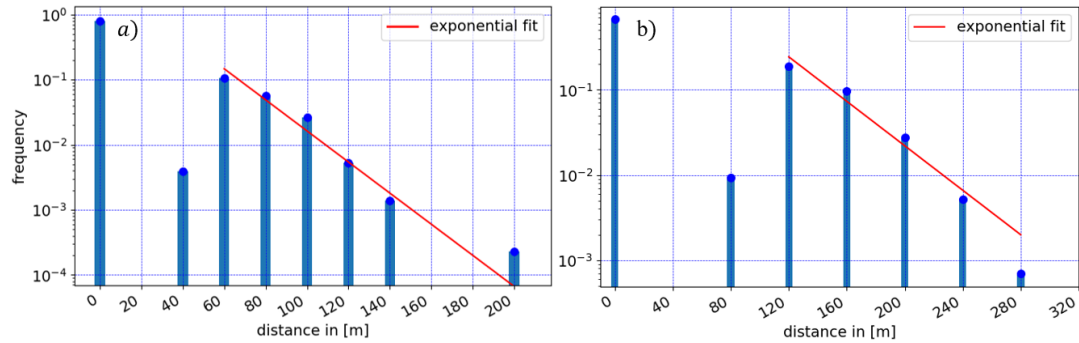 a)
exponential fit
10⁰
10⁻¹
10⁻²
10⁻³
10⁻⁴
frequency
0 20 40 60 80 100 120 140 160 180 200
distance in [m]
b)
exponential fit
10⁻¹
10⁻²
10⁻³
0 40 80 120 160 200 240 280 320
distance in [m]